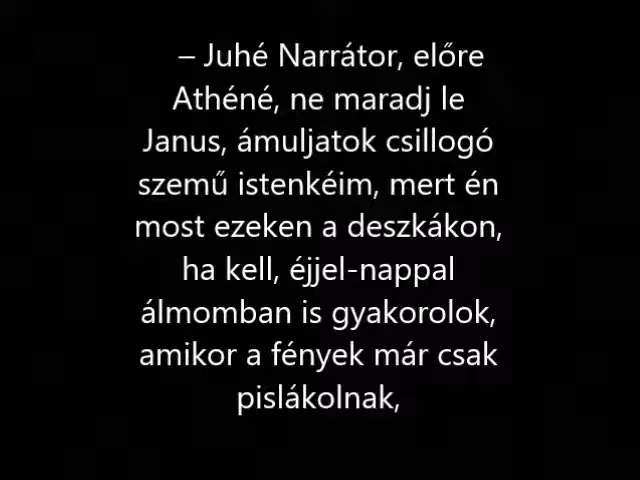 – Juhé Narrátor, előre
Athéné, ne maradj le
Janus, ámuljatok csillogó
szemű istenkéim, mert én
most ezeken a deszkákon,
ha kell, éjjel-nappal
álmomban is gyakorolok,
amikor a fények már csak
pislákolnak,